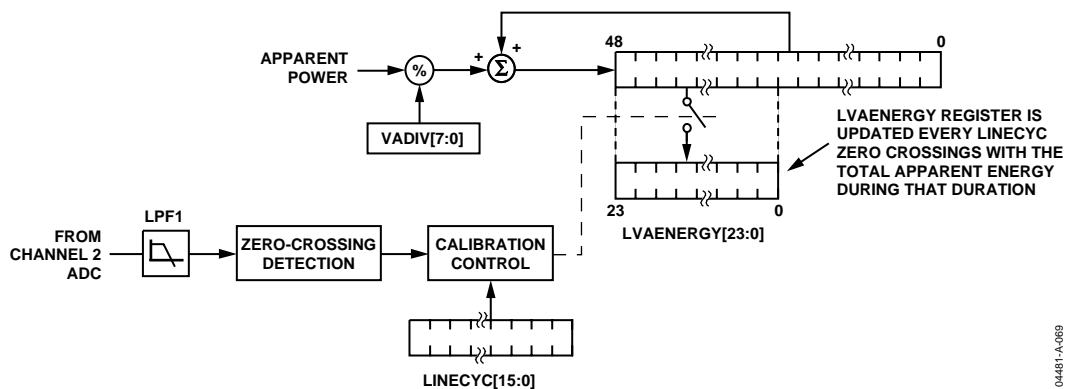 48
0
APPARENT
POWER
%
+
+
Σ
VADIV[7:0]
LVAENERGY REGISTER IS
UPDATED EVERY LINECYC
ZERO CROSSINGS WITH THE
TOTAL APPARENT ENERGY
DURING THAT DURATION
23
0
LVAENERGY[23:0]
LPF1
FROM
CHANNEL 2
ADC
ZERO-CROSSING
DETECTION
CALIBRATION
CONTROL
LINECYC[15:0]
04481-A-069